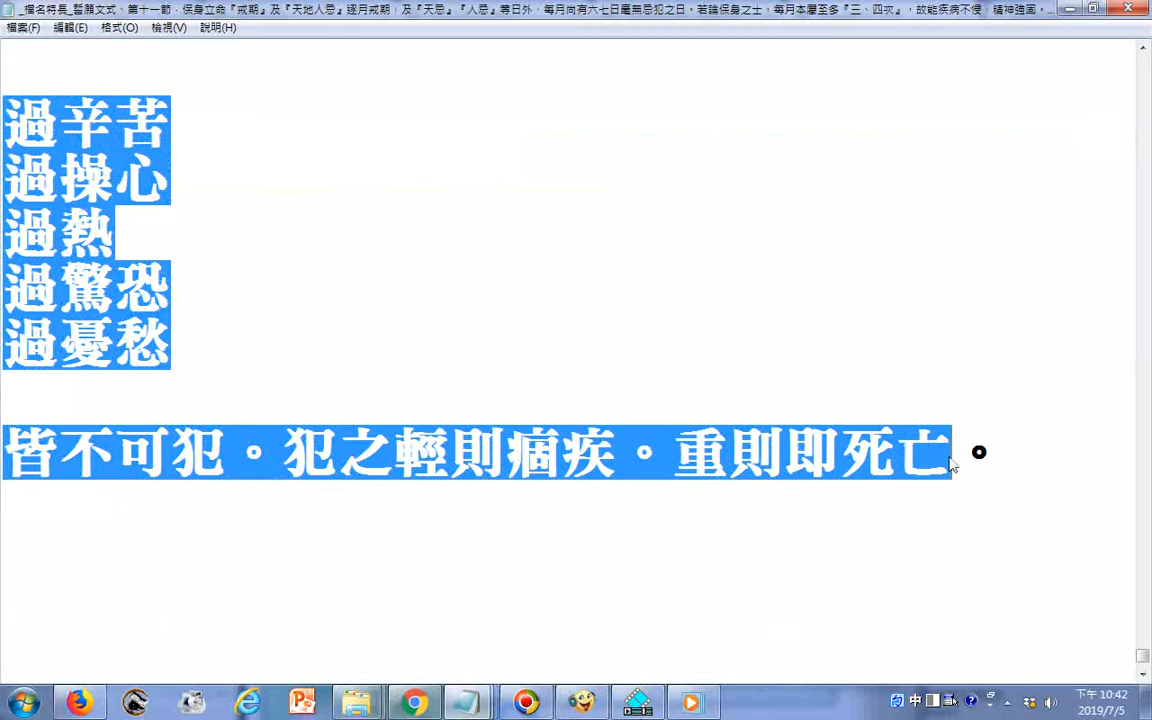 _檔名特長_誓願文式、第十一節．保身立命『戒期』及『天地人忌』逐月戒期﹔及『天忌』『人忌』等日外﹐每月尚有六七日毫無忌犯之日。若論保身之士﹐每月本屬至多『三、四次』﹐故能疾病不侵﹔精神強固。...
檔案(F) 編輯(E) 格式(O) 檢視(V) 說明(H)
過辛苦
過操心
過熱
過驚恐
過憂愁
皆不可犯。犯之輕則痼疾。重則即死亡。
中
下午 10:42
2019/7/5